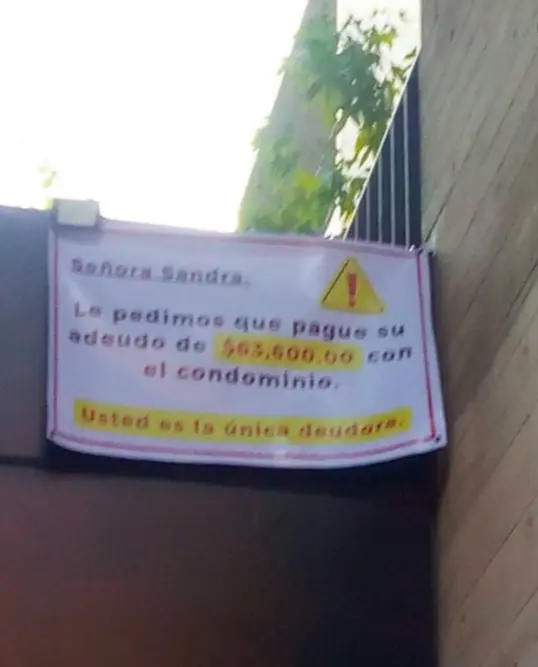 Señora Sandra.
Le pedimos que pague su
adeudo de $65,600.00 con
el condominio.
Usted es la única deudora.